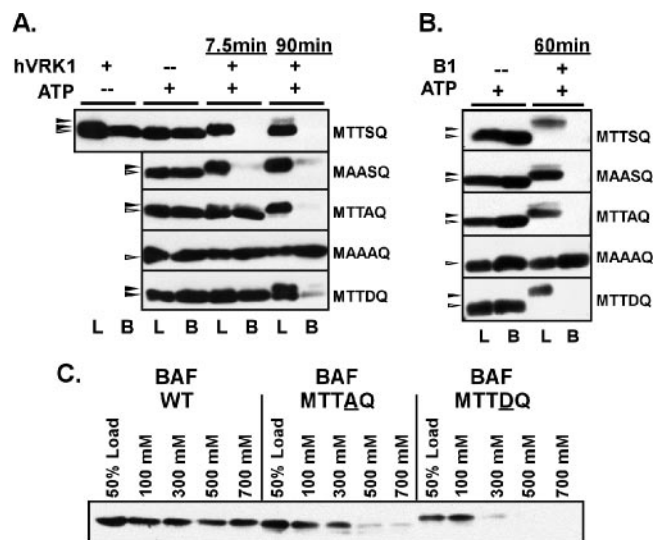 A.
7.5min 90min
hVRK1 + -- + +
ATP -- + + +
MTTSQ
MAASQ
MTTAQ
MAAAQ
MTTDQ
L B L B L B L B
B.
60min
B1 -- +
ATP + +
MTTSQ
MAASQ
MTTAQ
MAAAQ
MTTDQ
L B L B
C.
BAF WT
BAF MTTAQ
BAF MTTDQ
50% Load 100 mM 300 mM 500 mM 700 mM
50% Load 100 mM 300 mM 500 mM 700 mM
50% Load 100 mM 300 mM 500 mM 700 mM